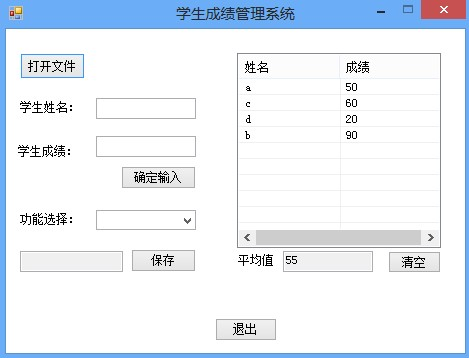 学生成绩管理系统
打开文件
学生姓名：
学生成绩：
确定输入
功能选择：
保存
姓名 成绩
a 50
c 60
d 20
b 90
平均值 55 清空
退出